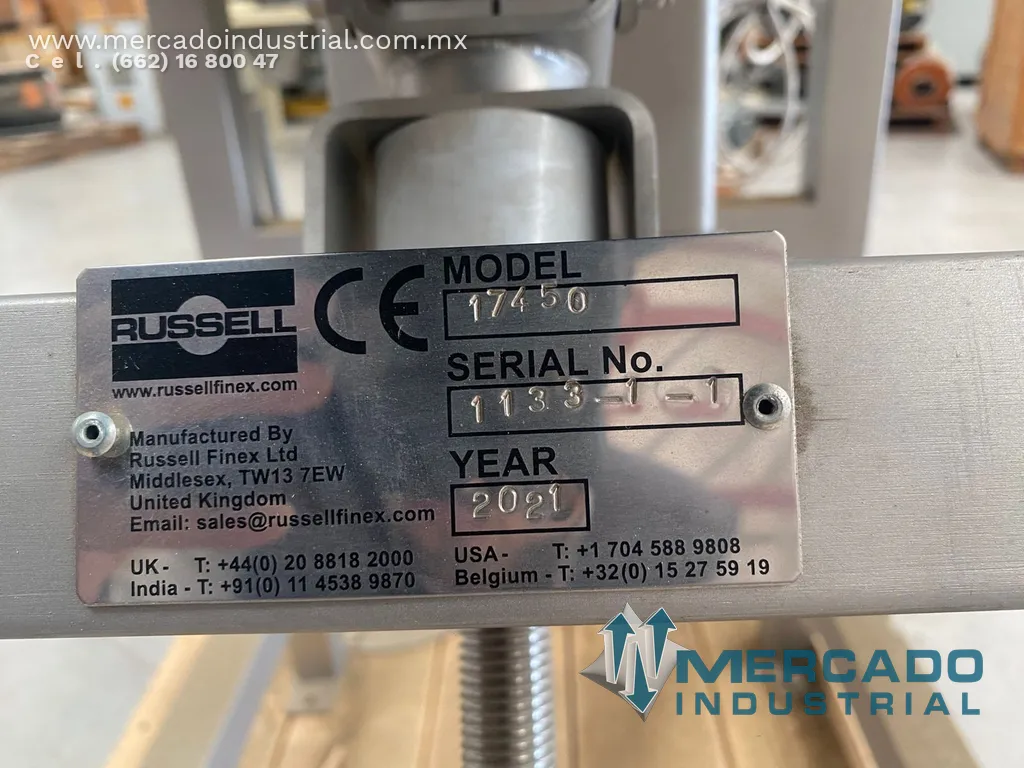 www.mercadoindustrial.com.mx
Cel. (662) 16 800 47
RUSSELL
www.russellfinex.com
CE
MODEL
17450
SERIAL No.
1133-1-1
YEAR
2021
Manufactured By
Russell Finex Ltd
Middlesex, TW13 7EW
United Kingdom
Email: sales@russellfinex.com
UK - T: +44(0) 20 8818 2000
India - T: +91(0) 11 4538 9870
USA - T: +1 704 588 9808
Belgium - T: +32(0) 15 27 59 19
MERCADO
INDUSTRIAL